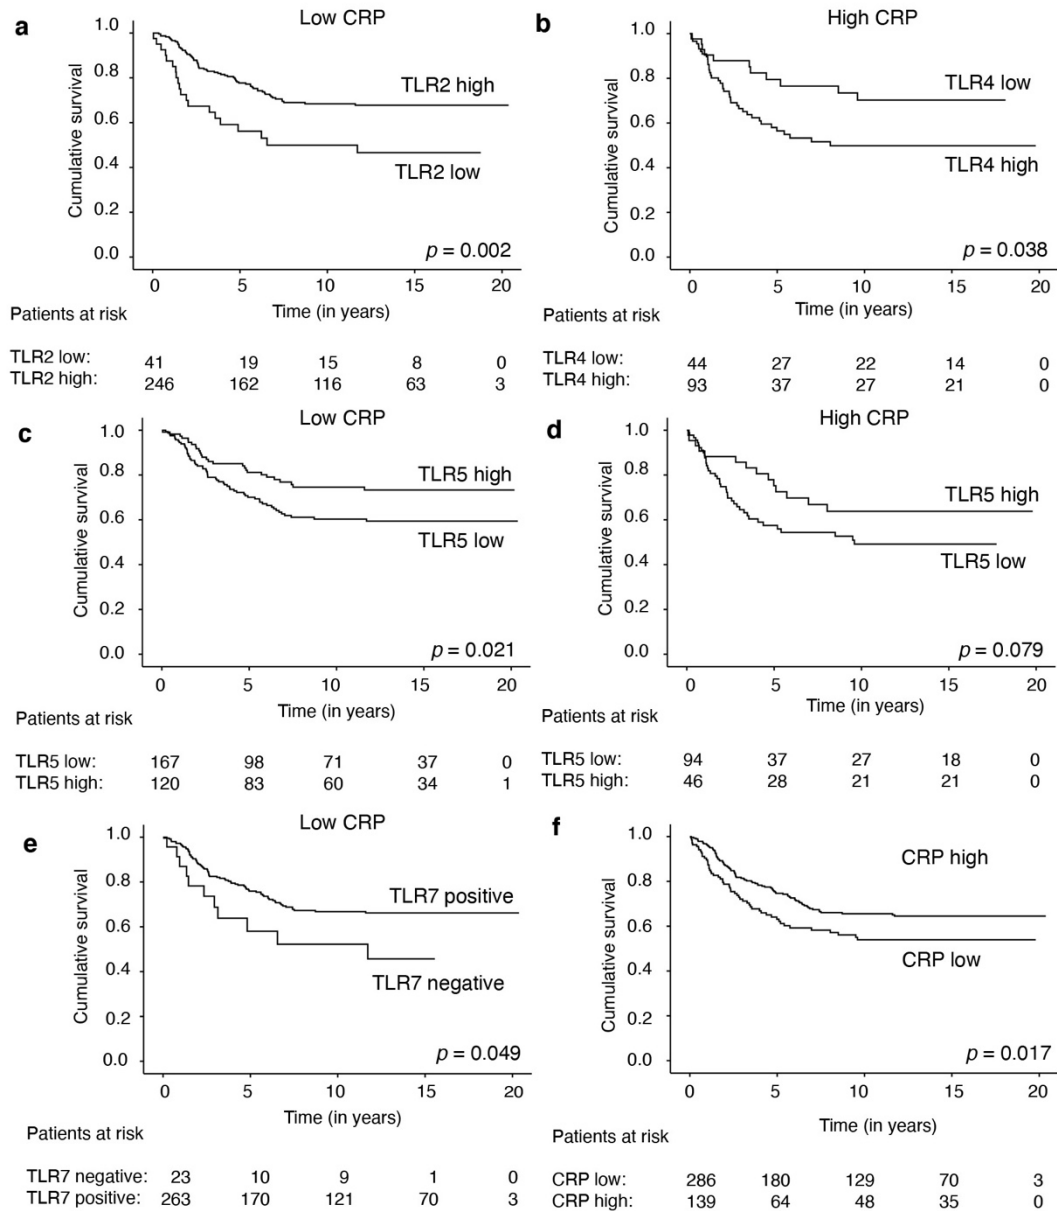 a
Low CRP
Cumulative survival
1.0
0.8
0.6
0.4
0.2
0.0
TLR2 high
TLR2 low
p = 0.002
0 5 10 15 20
Time (in years)
Patients at risk
TLR2 low: 41 19 15 8 0
TLR2 high: 246 162 116 63 3
b
High CRP
Cumulative survival
1.0
0.8
0.6
0.4
0.2
0.0
TLR4 low
TLR4 high
p = 0.038
0 5 10 15 20
Time (in years)
Patients at risk
TLR4 low: 44 27 22 14 0
TLR4 high: 93 37 27 21 0
c
Low CRP
Cumulative survival
1.0
0.8
0.6
0.4
0.2
0.0
TLR5 high
TLR5 low
p = 0.021
0 5 10 15 20
Time (in years)
Patients at risk
TLR5 low: 167 98 71 37 0
TLR5 high: 120 83 60 34 1
d
High CRP
Cumulative survival
1.0
0.8
0.6
0.4
0.2
0.0
TLR5 high
TLR5 low
p = 0.079
0 5 10 15 20
Time (in years)
Patients at risk
TLR5 low: 94 37 27 18 0
TLR5 high: 46 28 21 21 0
e
Low CRP
Cumulative survival
1.0
0.8
0.6
0.4
0.2
0.0
TLR7 positive
TLR7 negative
p = 0.049
0 5 10 15 20
Time (in years)
Patients at risk
TLR7 negative: 23 10 9 1 0
TLR7 positive: 263 170 121 70 3
f
Cumulative survival
1.0
0.8
0.6
0.4
0.2
0.0
CRP high
CRP low
p = 0.017
0 5 10 15 20
Time (in years)
Patients at risk
CRP low: 286 180 129 70 3
CRP high: 139 64 48 35 0